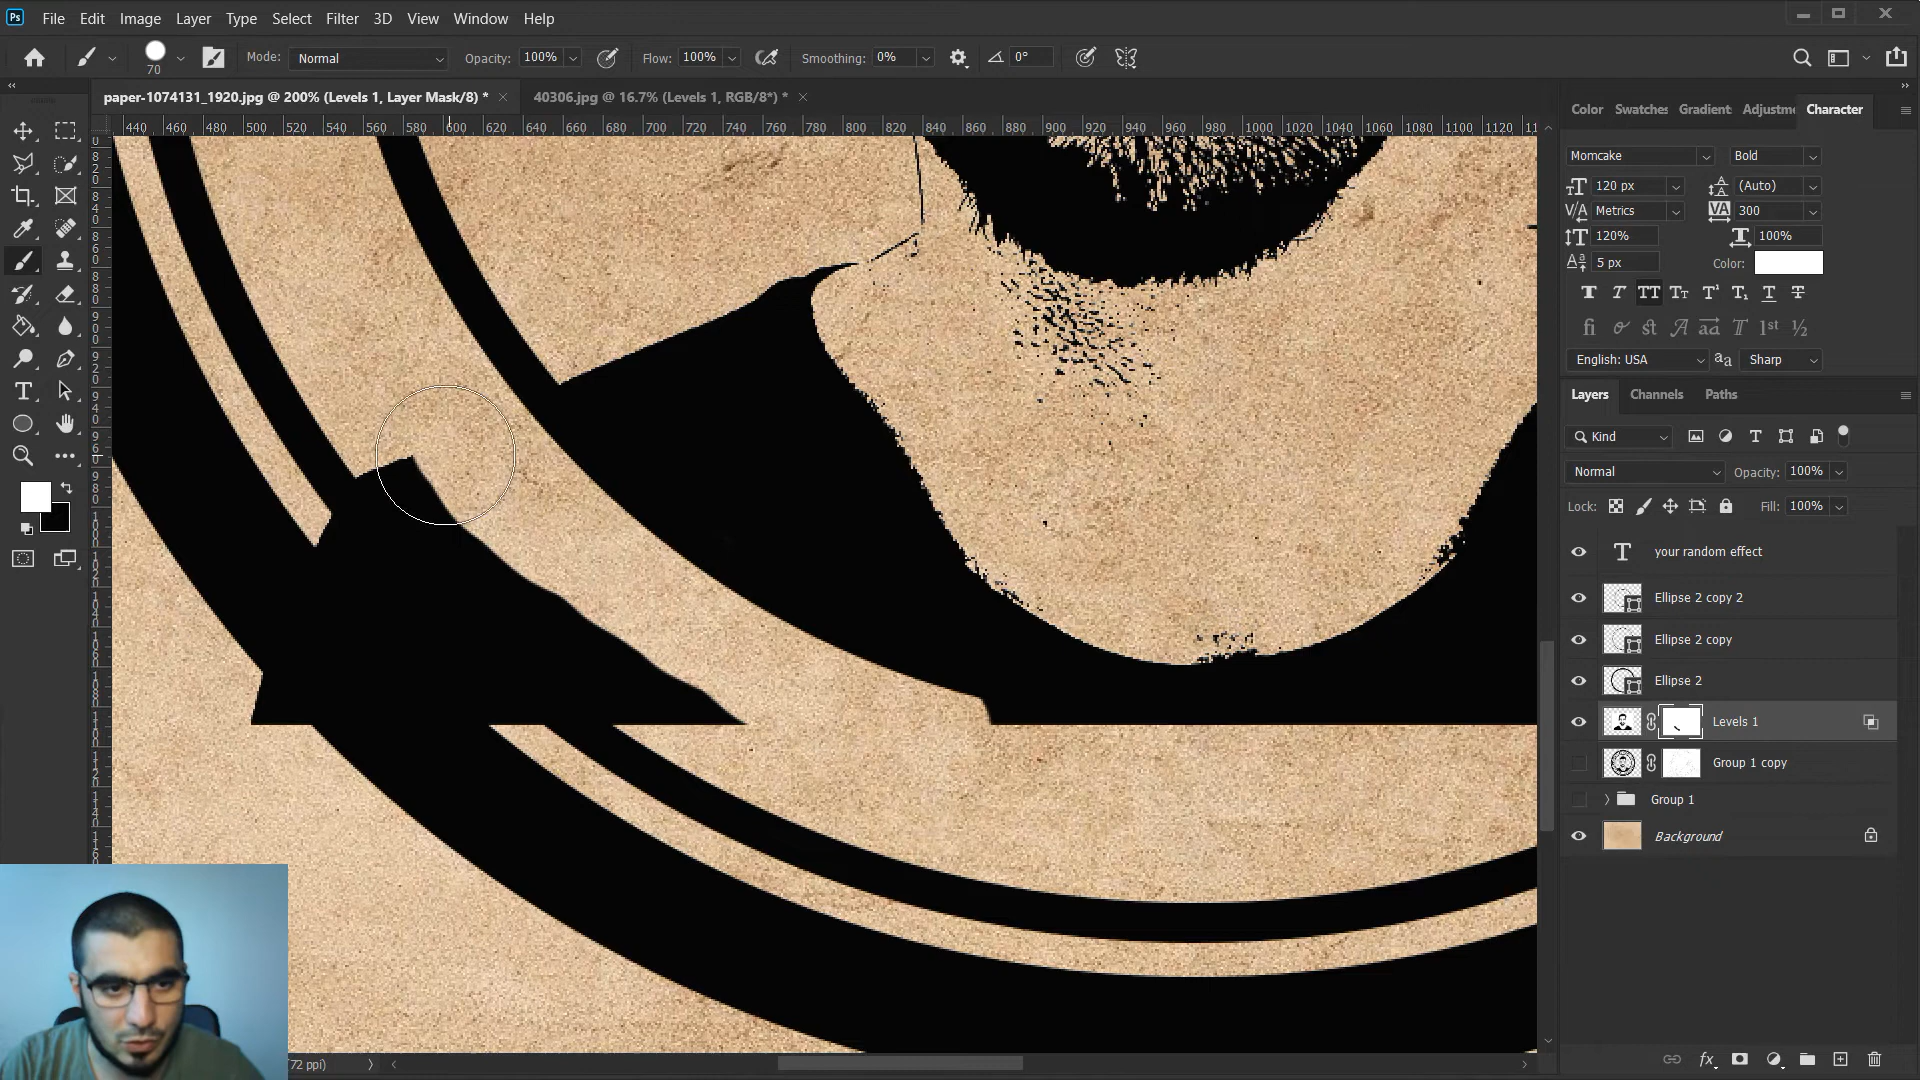 File Edit Image Layer Type Select Filter 3D View Window Help
70 Mode: Normal Opacity: 100% Flow: 100% Smoothing: 0% 0°
paper-1074131_1920.jpg @ 200% (Levels 1, Layer Mask/8) * 40306.jpg @ 16.7% (Levels 1, RGB/8*) *
440 460 480 500 520 540 560 580 600 620 640 660 680 700 720 740 760 780 800 820 840 860 880 900 920 940 960 980 1000 1020 1040 1060 1080 1100 1120
Color Swatches Gradient Adjustm Character
Momcake Bold
120 px (Auto)
Metrics 300
120% 100%
5 px Color:
English: USA Sharp
Layers Channels Paths
Kind
Normal Opacity: 100%
Lock: Fill: 100%
your random effect
Ellipse 2 copy 2
Ellipse 2 copy
Ellipse 2
Levels 1
Group 1 copy
Group 1
Background
(72 ppi)